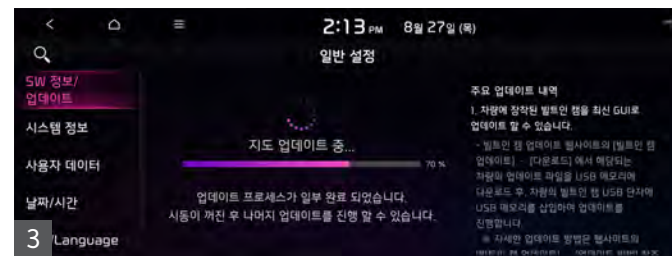 2:13 PM 8월 27일 (목)
일반 설정
SW 정보/
업데이트
시스템 정보
사용자 데이터
날짜/시간
/Language
지도 업데이트 중...
70 %
업데이트 프로세스가 일부 완료 되었습니다.
시동이 꺼진 후 나머지 업데이트를 진행 할 수 있습니다.
주요 업데이트 내역
1. 차량에 장착된 빌트인 캠을 최신 GUI로
업데이트 할 수 있습니다.
- 빌트인 캠 업데이트 웹사이트의 [빌트인 캠
업데이트] - [다운로드] 에서 해당되는
차량의 업데이트 파일을 USB 메모리에
다운로드 후, 차량의 빌트인 캠 USB 단자에
USB 메모리를 삽입하여 업데이트를
진행합니다.
※ 자세한 업데이트 방법은 웹사이트의
3